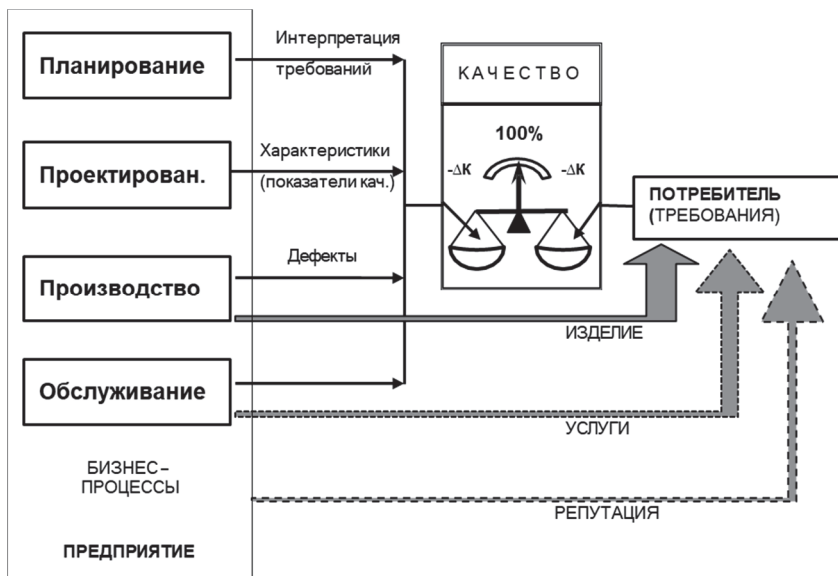 Планирование
Интерпретация
требований
К А Ч Е С Т В О
100%
-ΔК
-ΔК
Проектирован.
Характеристики
(показатели кач.)
ПОТРЕБИТЕЛЬ
(ТРЕБОВАНИЯ)
Производство
Дефекты
ИЗДЕЛИЕ
Обслуживание
УСЛУГИ
БИЗНЕС–
ПРОЦЕССЫ
РЕПУТАЦИЯ
ПРЕДПРИЯТИЕ